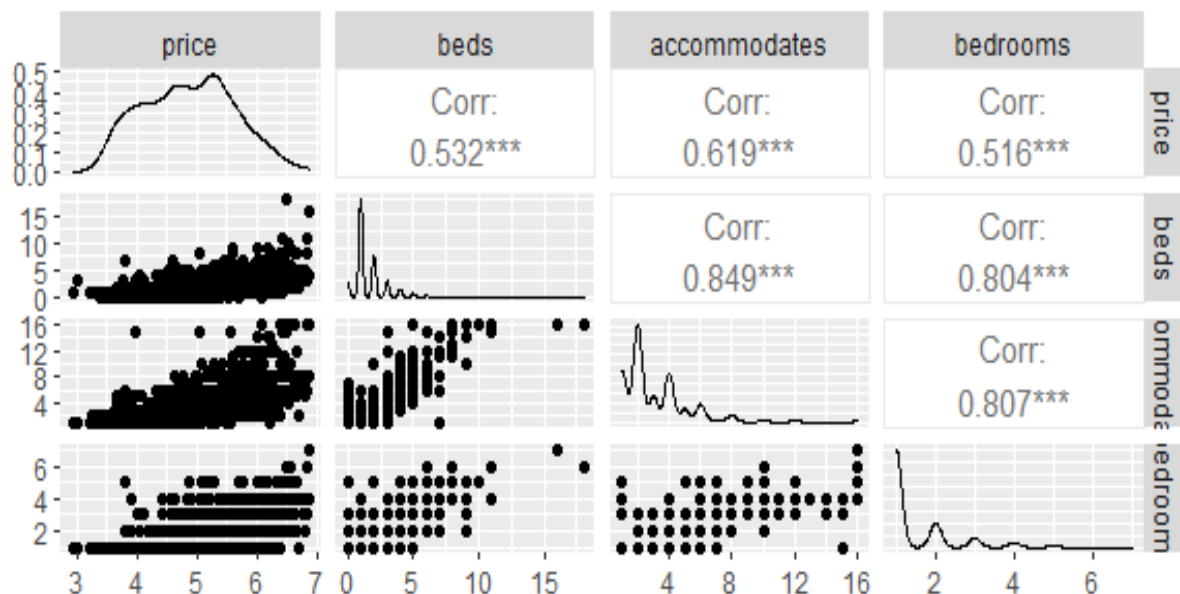 price beds accommodates bedrooms
0.5
0.4
0.3
0.2
0.1
0.0
Corr:
0.532***
Corr:
0.619***
Corr:
0.516***
price
15
10
5
0
Corr:
0.849***
Corr:
0.804***
beds
16
12
8
4
Corr:
0.807***
ommoda
6
4
2
edroom
3 4 5 6 7 0 5 10 15 4 8 12 16 2 4 6